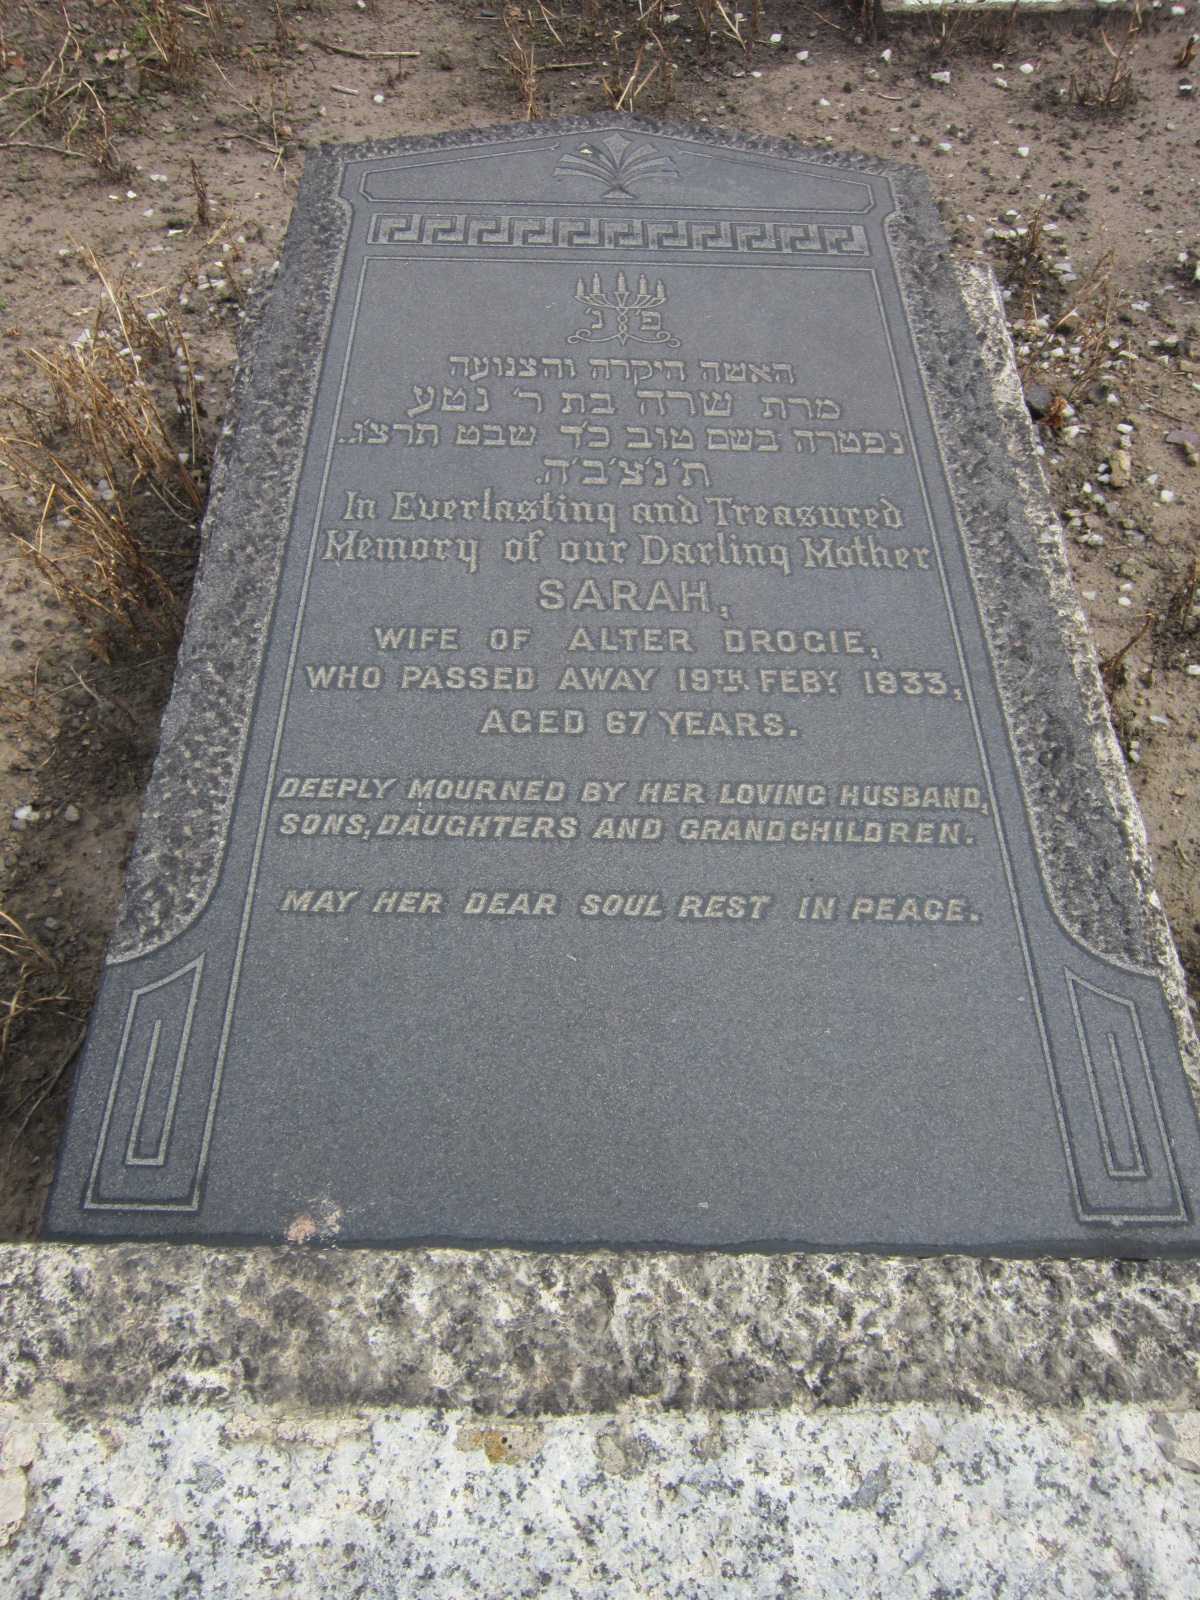 פ׳ נ׳
האשה היקרה והצנועה
מרת שרה בת ר׳ נטע
נפטרה בשם טוב כ״ד שבט תרצ״ג.
ת׳נ׳צ׳ב׳ה.
In Everlasting and Treasured
Memory of our Darling Mother
SARAH,
WIFE OF ALTER DROGIE,
WHO PASSED AWAY 19TH. FEBY. 1933,
AGED 67 YEARS.
DEEPLY MOURNED BY HER LOVING HUSBAND,
SONS, DAUGHTERS AND GRANDCHILDREN.
MAY HER DEAR SOUL REST IN PEACE.